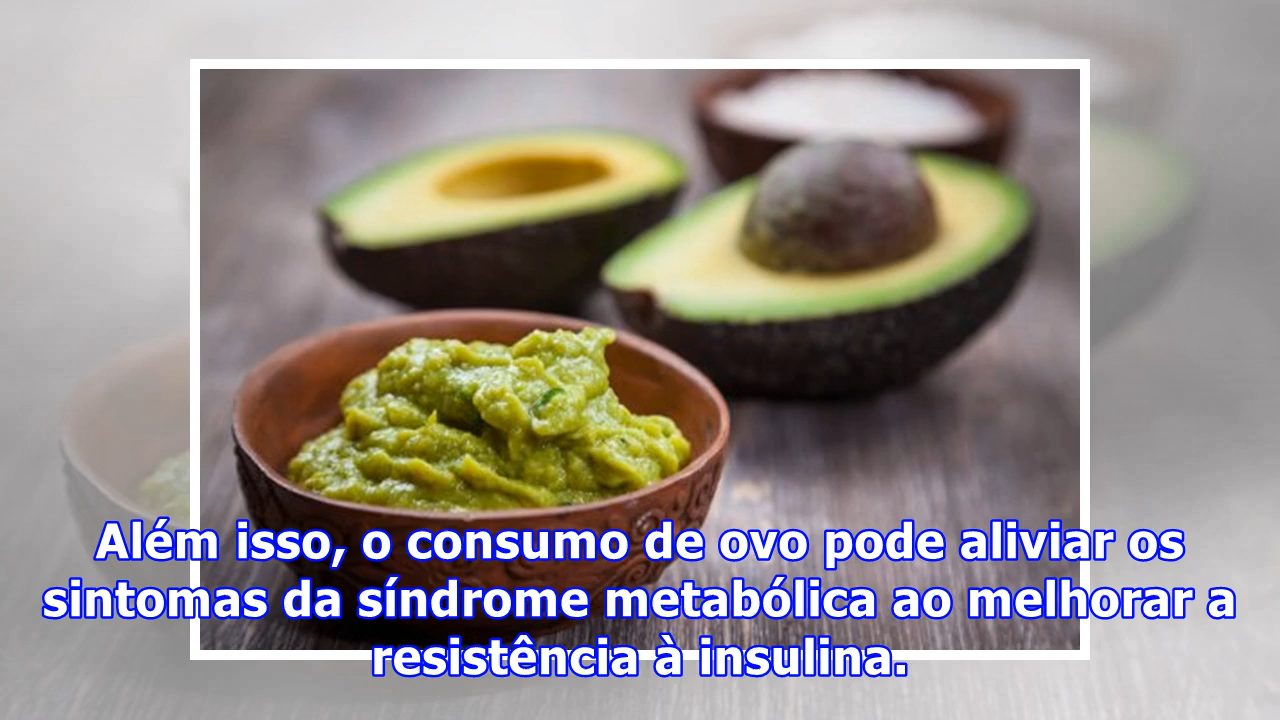 Além isso, o consumo de ovo pode aliviar os
sintomas da síndrome metabólica ao melhorar a
resistência à insulina.